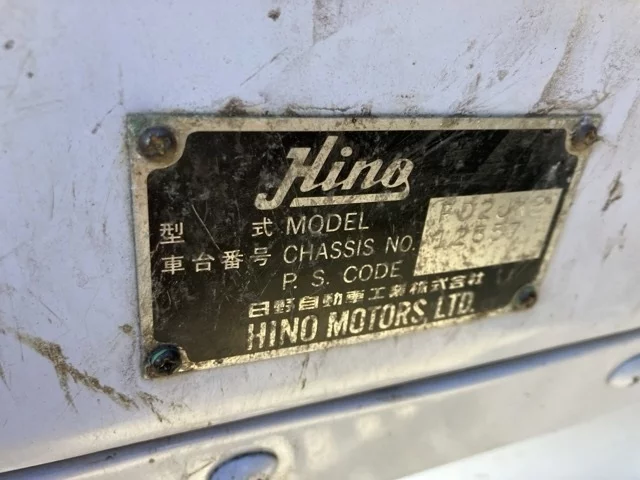 Hino
型 式 MODEL
車台番号 CHASSIS NO. 12557
P. S. CODE
日野自動車工業株式会社
HINO MOTORS, LTD.